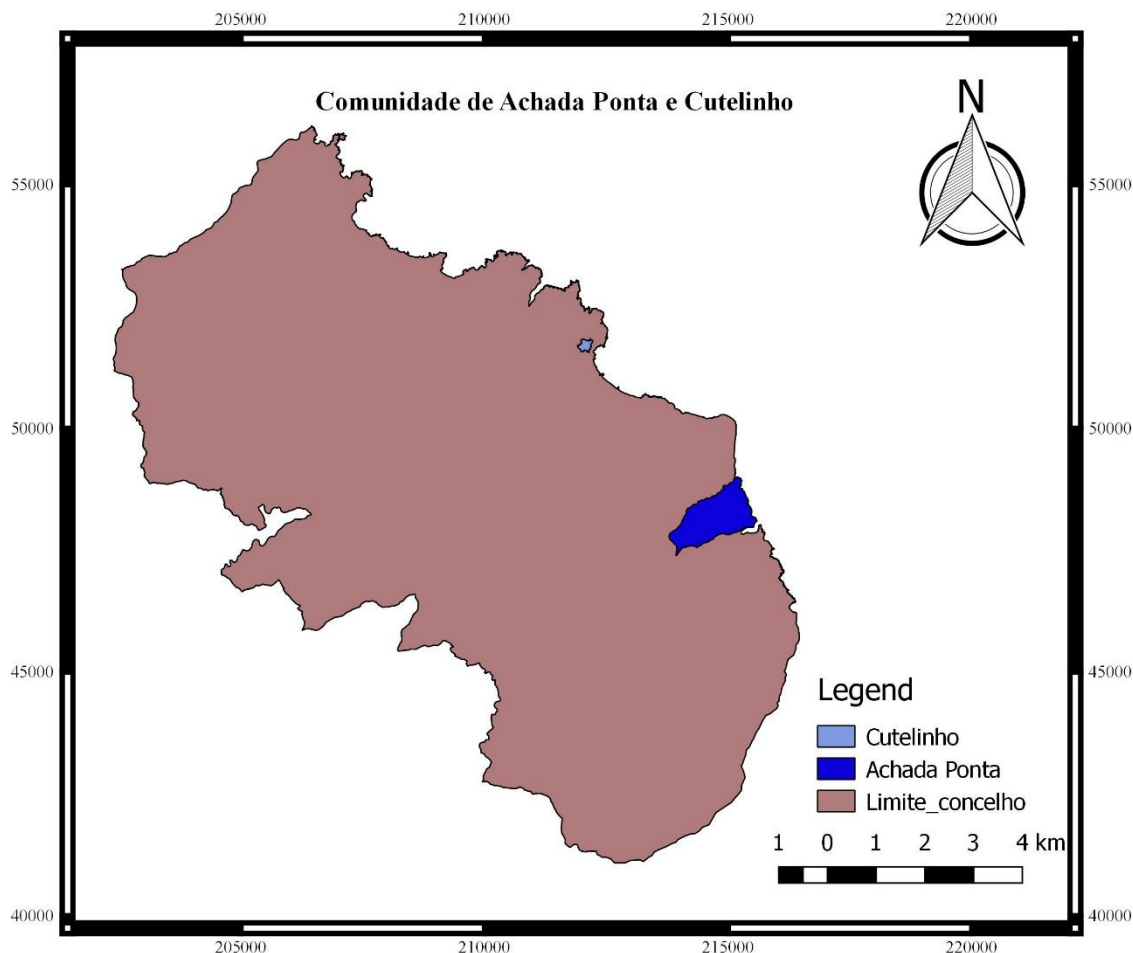 205000 210000 215000 220000
Comunidade de Achada Ponta e Cutelinho
N
55000 55000
50000 50000
45000 45000
Legend
Cutelinho
Achada Ponta
Limite_concelho
1 0 1 2 3 4 km
40000 40000
205000 210000 215000 220000